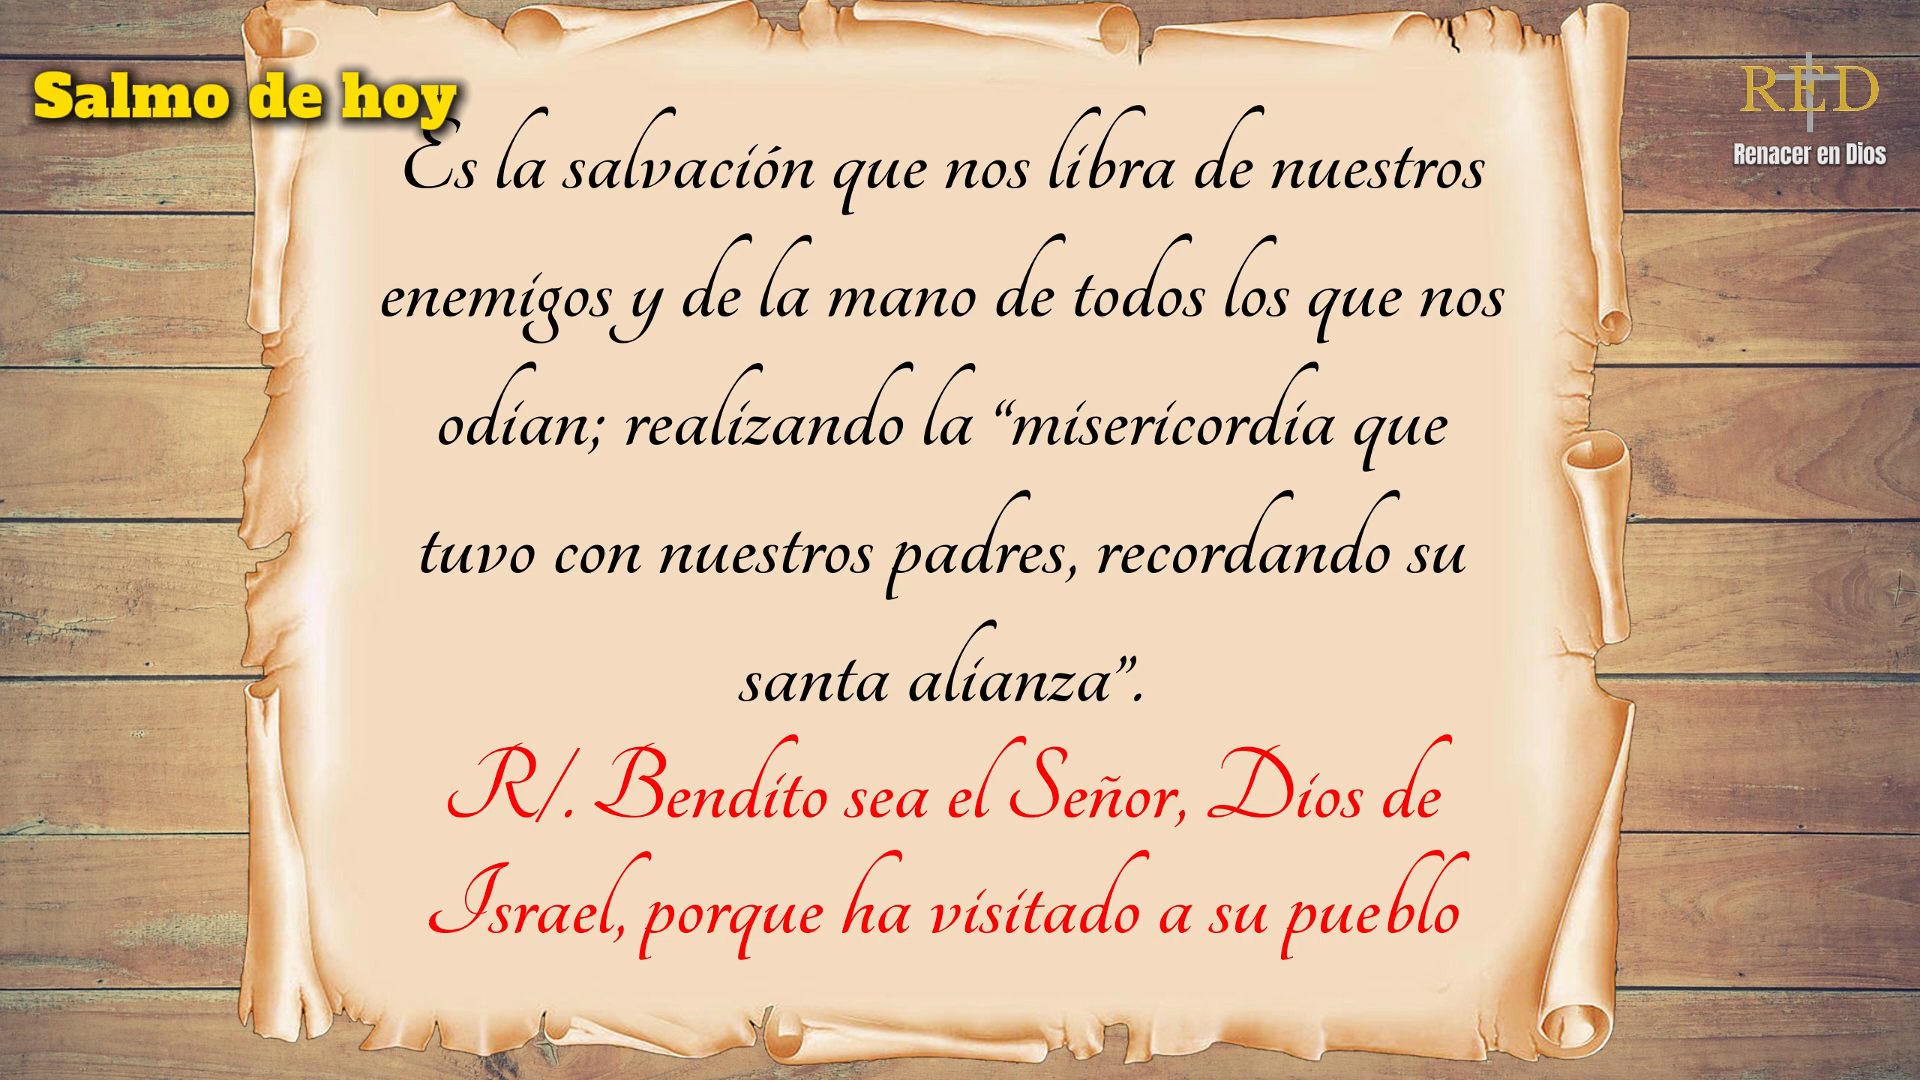 Salmo de hoy
RED
Renacer en Dios
Es la salvación que nos libra de nuestros
enemigos y de la mano de todos los que nos
odian; realizando la “misericordia que
tuvo con nuestros padres, recordando su
santa alianza”.
R/. Bendito sea el Señor, Dios de
Israel, porque ha visitado a su pueblo